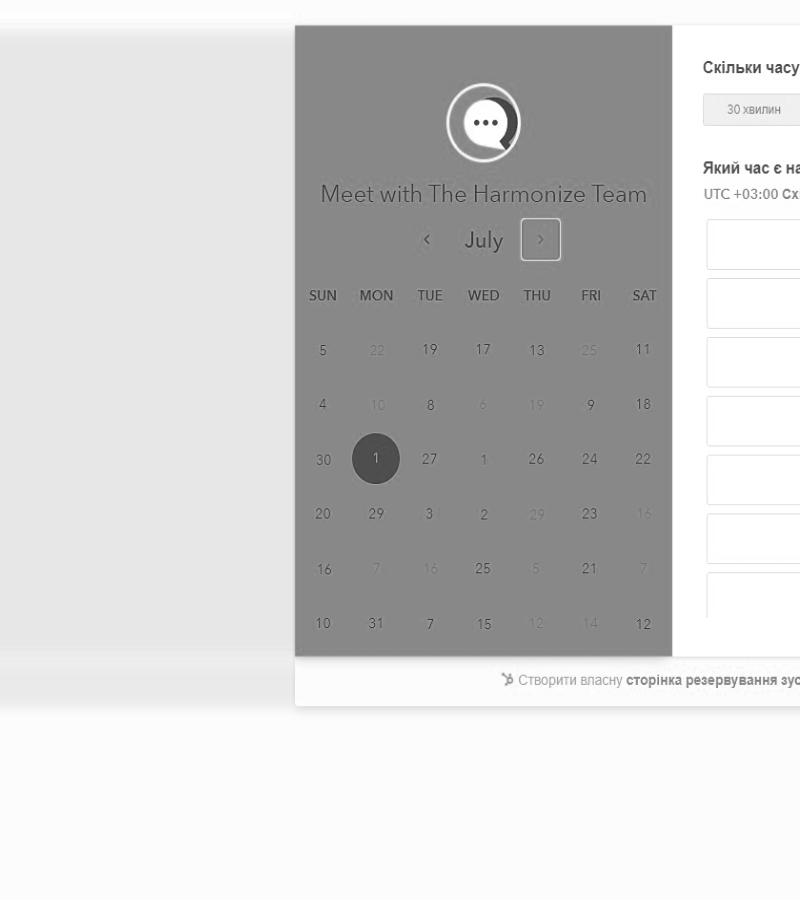 Скільки часу
30 хвилин
Meet with The Harmonize Team
Який час є на
UTC +03:00 Сх
July
SUN MON TUE WED THU FRI SAT
5 22 19 17 13 25 11
4 10 8 6 19 9 18
30 1 27 1 26 24 22
20 29 3 2 29 23 16
16 7 16 25 5 21 7
10 31 7 15 12 14 12
Створити власну сторінка резервування зус